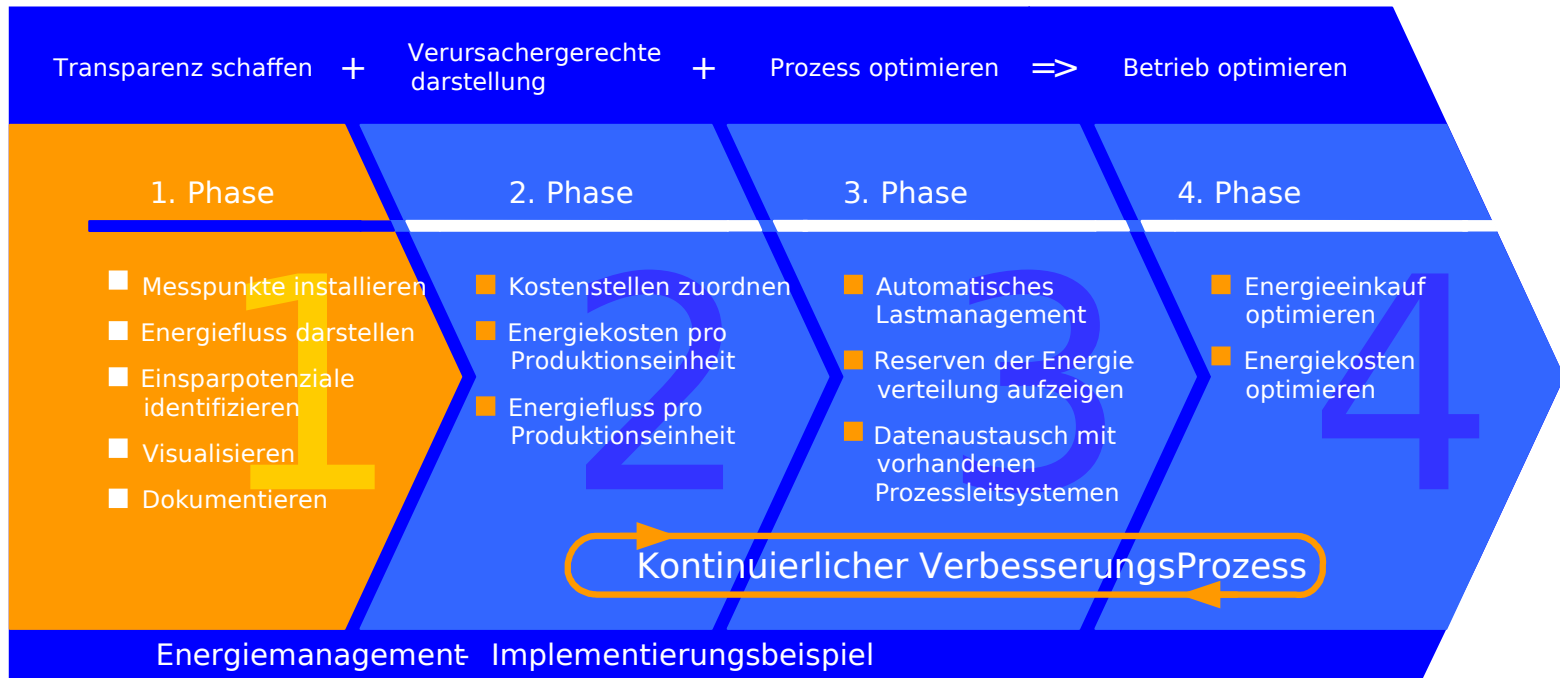 Transparenz schaffen + Verursachergerechte darstellung + Prozess optimieren => Betrieb optimieren
1. Phase
1
Messpunkte installieren
Energiefluss darstellen
Einsparpotenziale
identifizieren
Visualisieren
Dokumentieren
2. Phase
2
Kostenstellen zuordnen
Energiekosten pro
Produktionseinheit
Energiefluss pro
Produktionseinheit
3. Phase
3
Automatisches
Lastmanagement
Reserven der Energie
verteilung aufzeigen
Datenaustausch mit
vorhandenen
Prozessleitsystemen
4. Phase
4
Energieeinkauf
optimieren
Energiekosten
optimieren
Kontinuierlicher VerbesserungsProzess
Energiemanagement- Implementierungsbeispiel